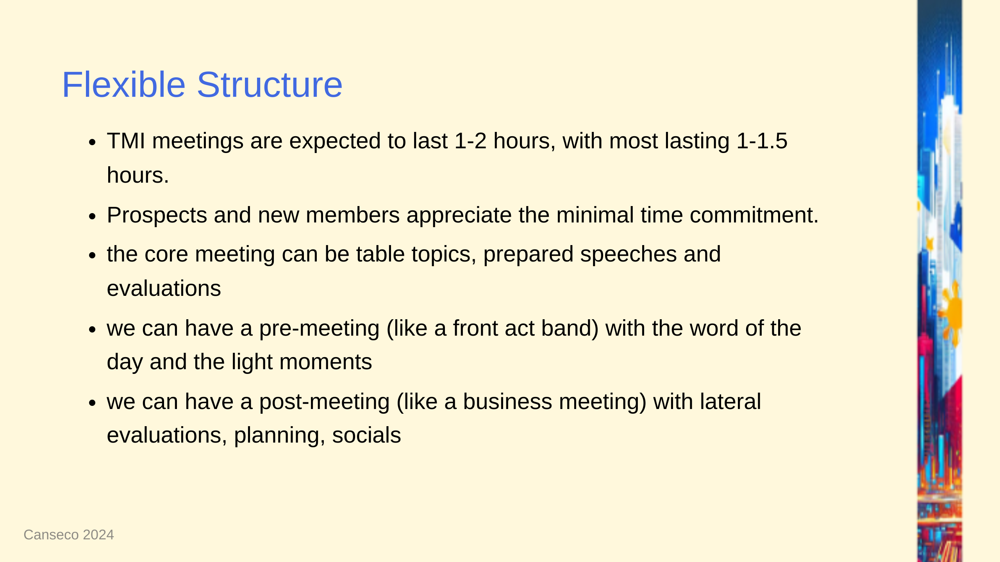 Flexible Structure
• TMI meetings are expected to last 1-2 hours, with most lasting 1-1.5
hours.
• Prospects and new members appreciate the minimal time commitment.
• the core meeting can be table topics, prepared speeches and
evaluations
• we can have a pre-meeting (like a front act band) with the word of the
day and the light moments
• we can have a post-meeting (like a business meeting) with lateral
evaluations, planning, socials
Canseco 2024